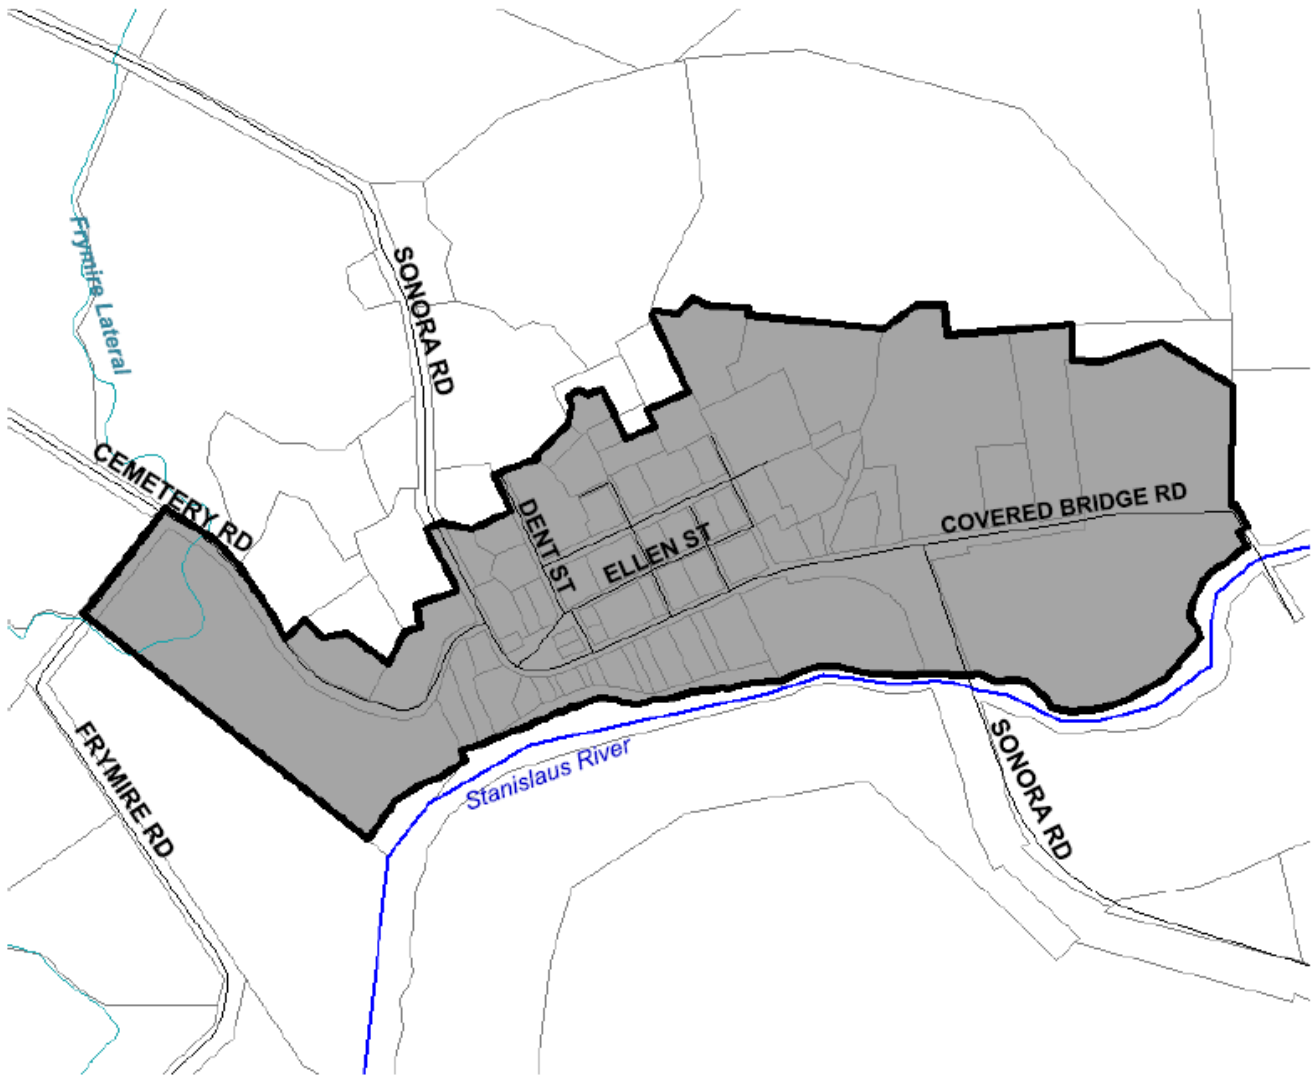 Frymire Lateral
SONORA RD
CEMETERY RD
DENT ST
ELLEN ST
COVERED BRIDGE RD
FRYMIRE RD
Stanislaus River
SONORA RD